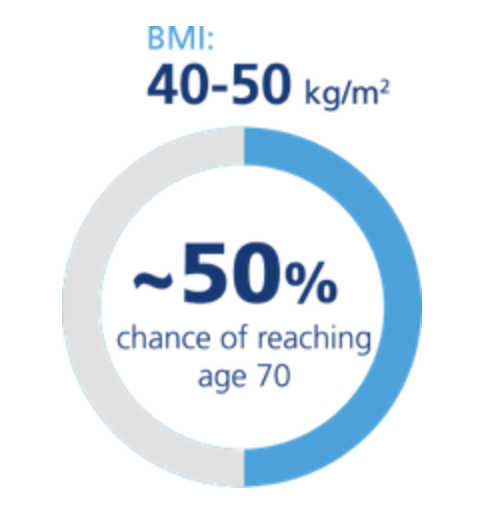 BMI:
40-50 kg/m²
~50%
chance of reaching
age 70